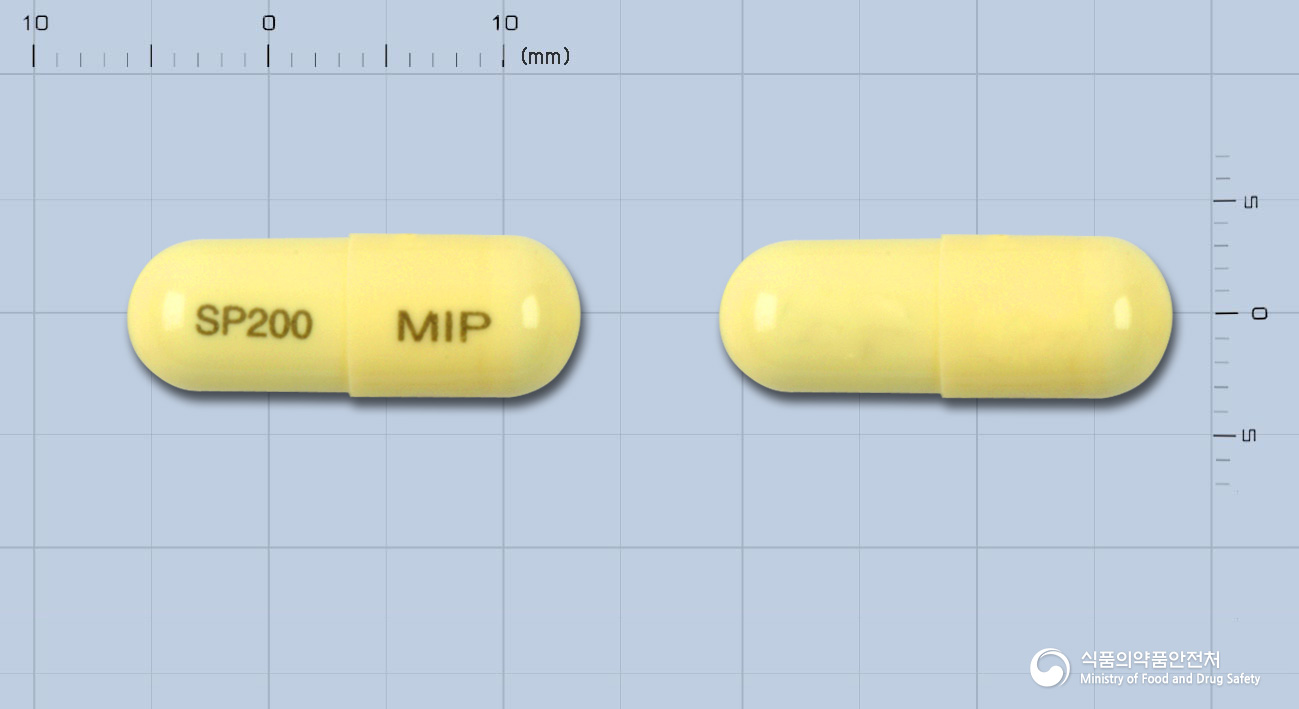 10 0 10
(mm)
SP200 MIP
5
0
5
식품의약품안전처
Ministry of Food and Drug Safety